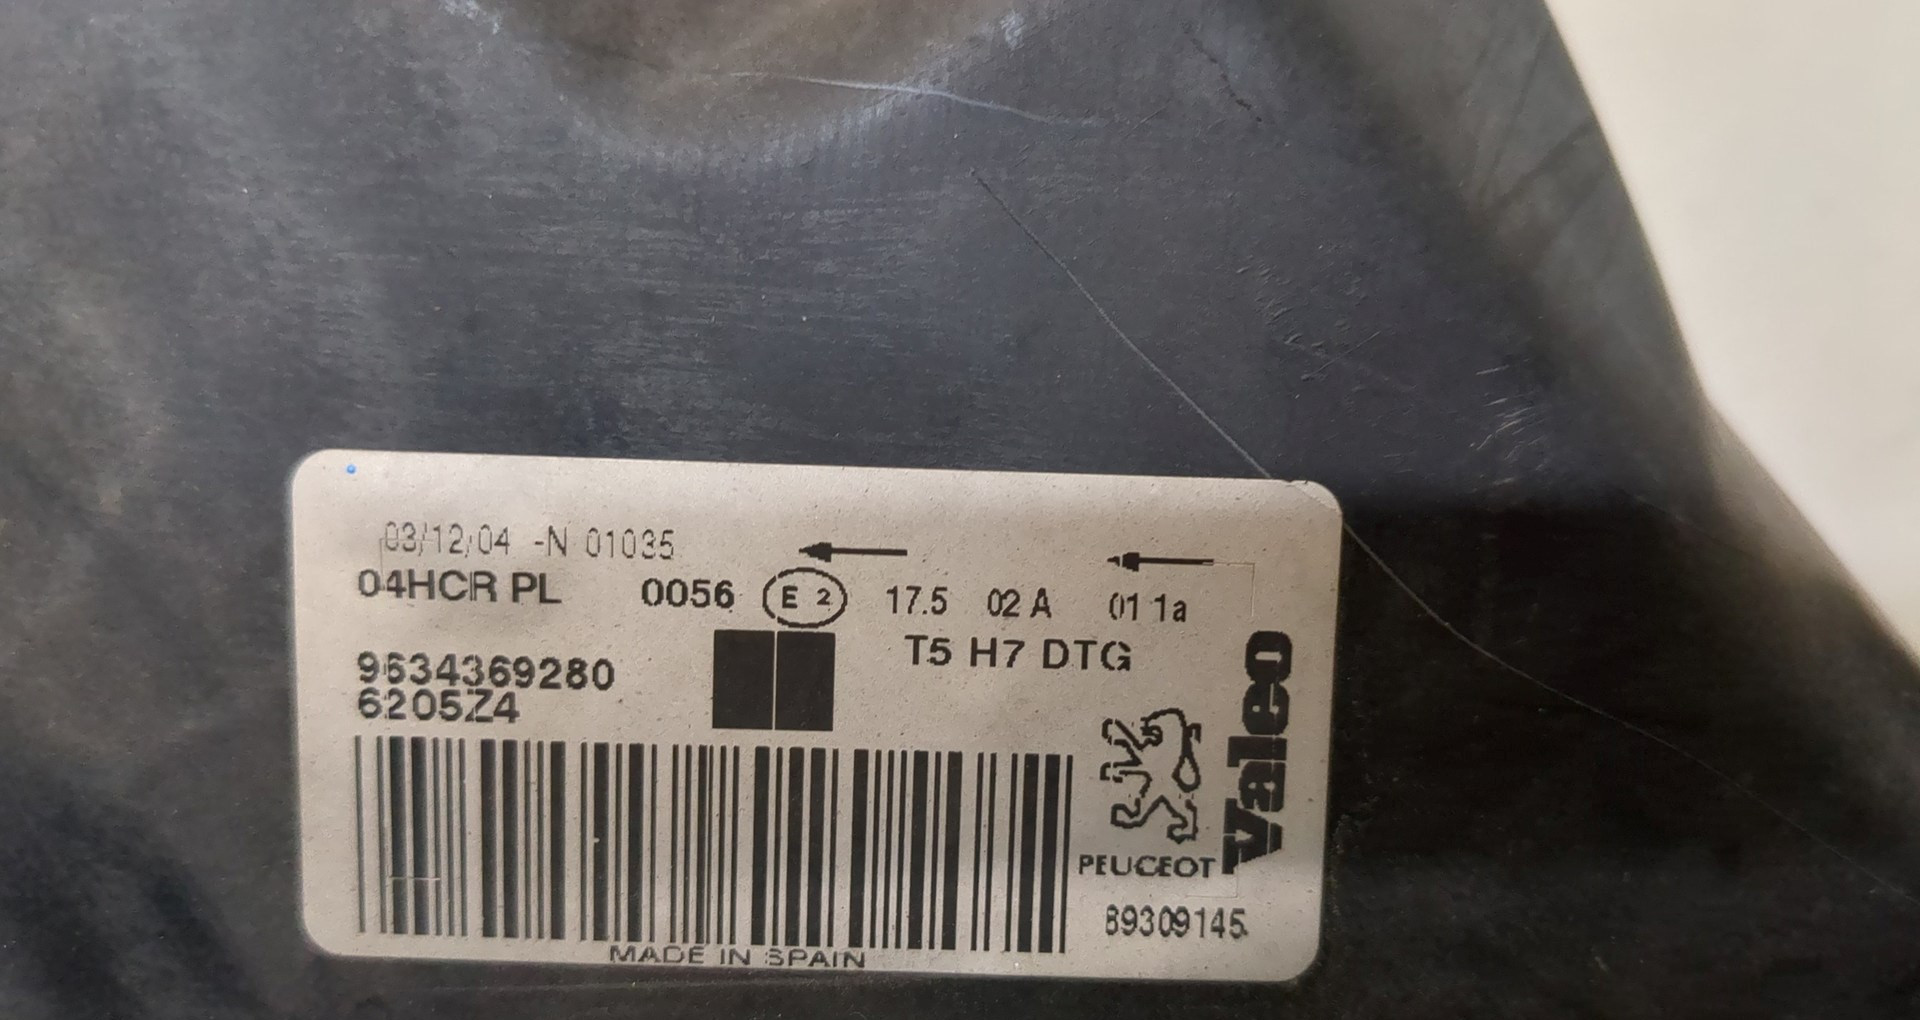 03/12/04 -N 01035
04HCR PL 0056 E 2 17.5 02 A 01 1a
T5 H7 DTG
9634369280
6205Z4
Valeo
PEUGEOT
89309145
MADE IN SPAIN